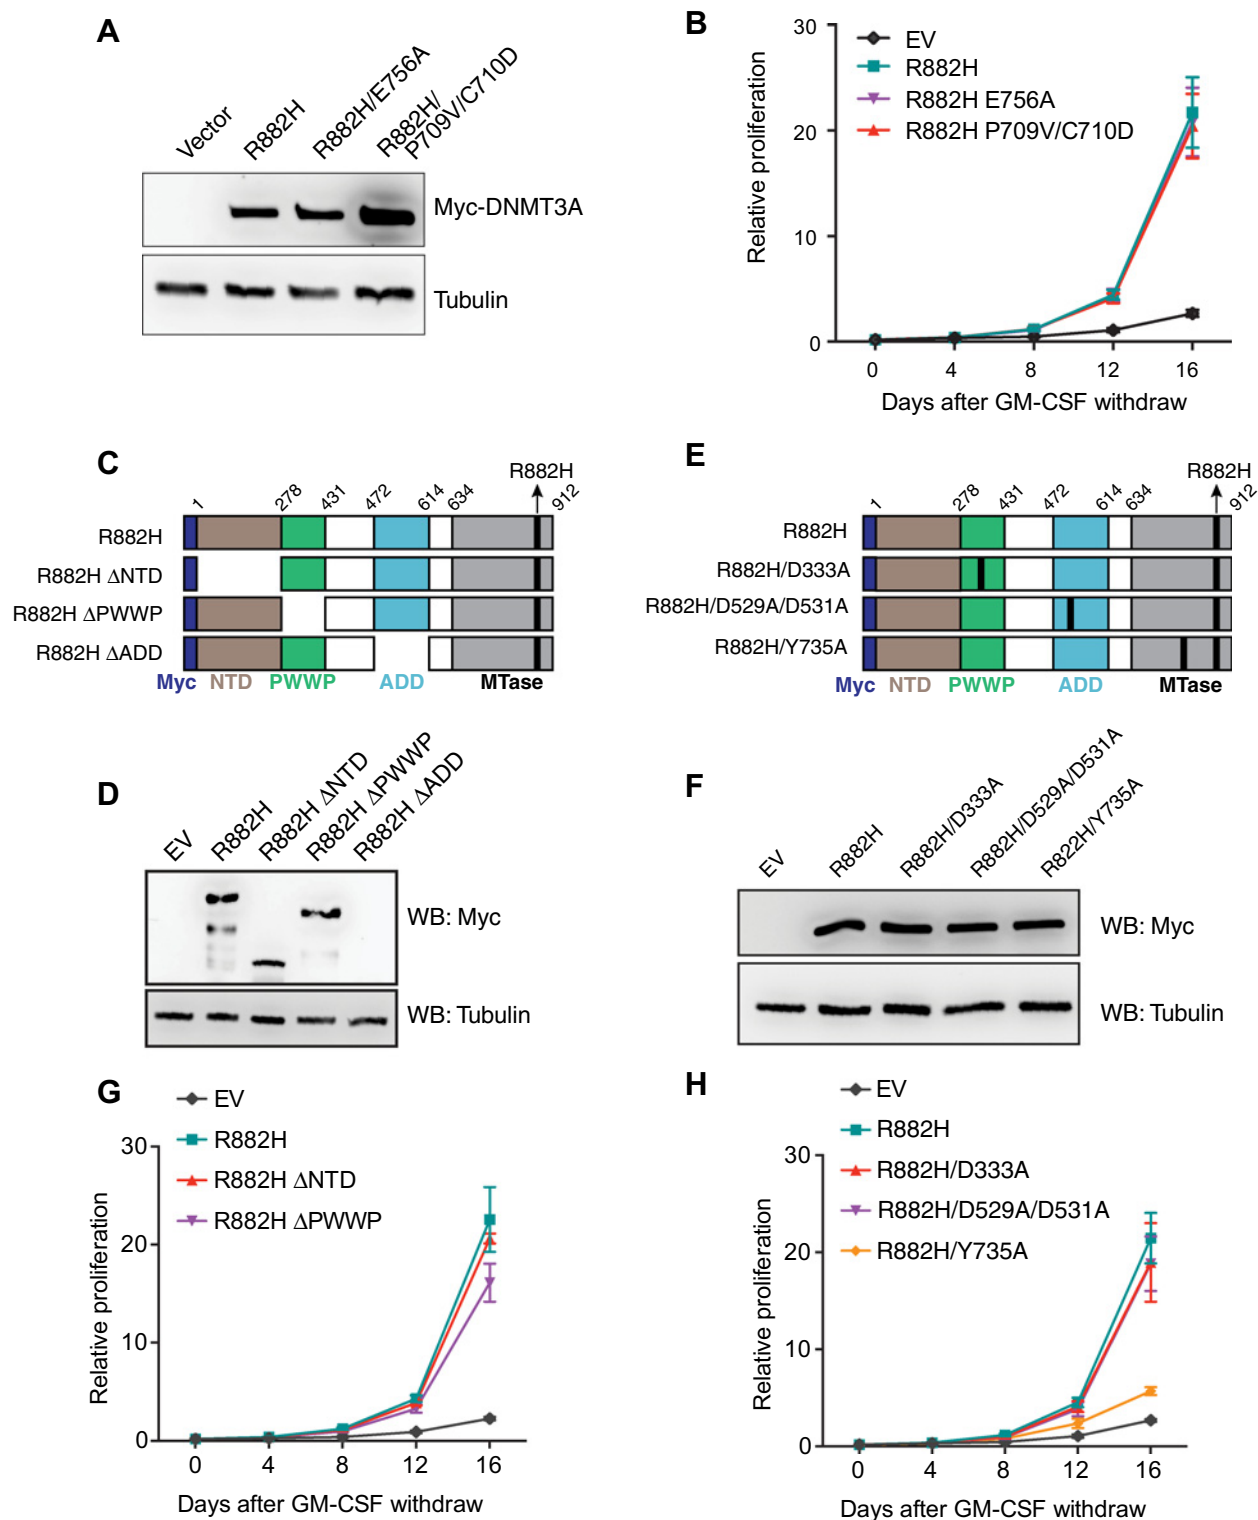 A
Vector
R882H
R882H/E756A
R882H/
P709V/C710D
Myc-DNMT3A
Tubulin
B
EV
R882H
R882H E756A
R882H P709V/C710D
30
20
10
0
Relative proliferation
0 4 8 12 16
Days after GM-CSF withdraw
C
R882H
1 278 431 472 614 634 912
R882H
R882H ΔNTD
R882H ΔPWWP
R882H ΔADD
Myc NTD PWWP ADD MTase
E
R882H
1 278 431 472 614 634 912
R882H
R882H/D333A
R882H/D529A/D531A
R882H/Y735A
Myc NTD PWWP ADD MTase
D
EV
R882H
R882H ΔNTD
R882H ΔPWWP
R882H ΔADD
WB: Myc
WB: Tubulin
F
EV
R882H
R882H/D333A
R882H/D529A/D531A
R822H/Y735A
WB: Myc
WB: Tubulin
G
EV
R882H
R882H ΔNTD
R882H ΔPWWP
30
20
10
0
Relative proliferation
0 4 8 12 16
Days after GM-CSF withdraw
H
EV
R882H
R882H/D333A
R882H/D529A/D531A
R882H/Y735A
30
20
10
0
Relative proliferation
0 4 8 12 16
Days after GM-CSF withdraw